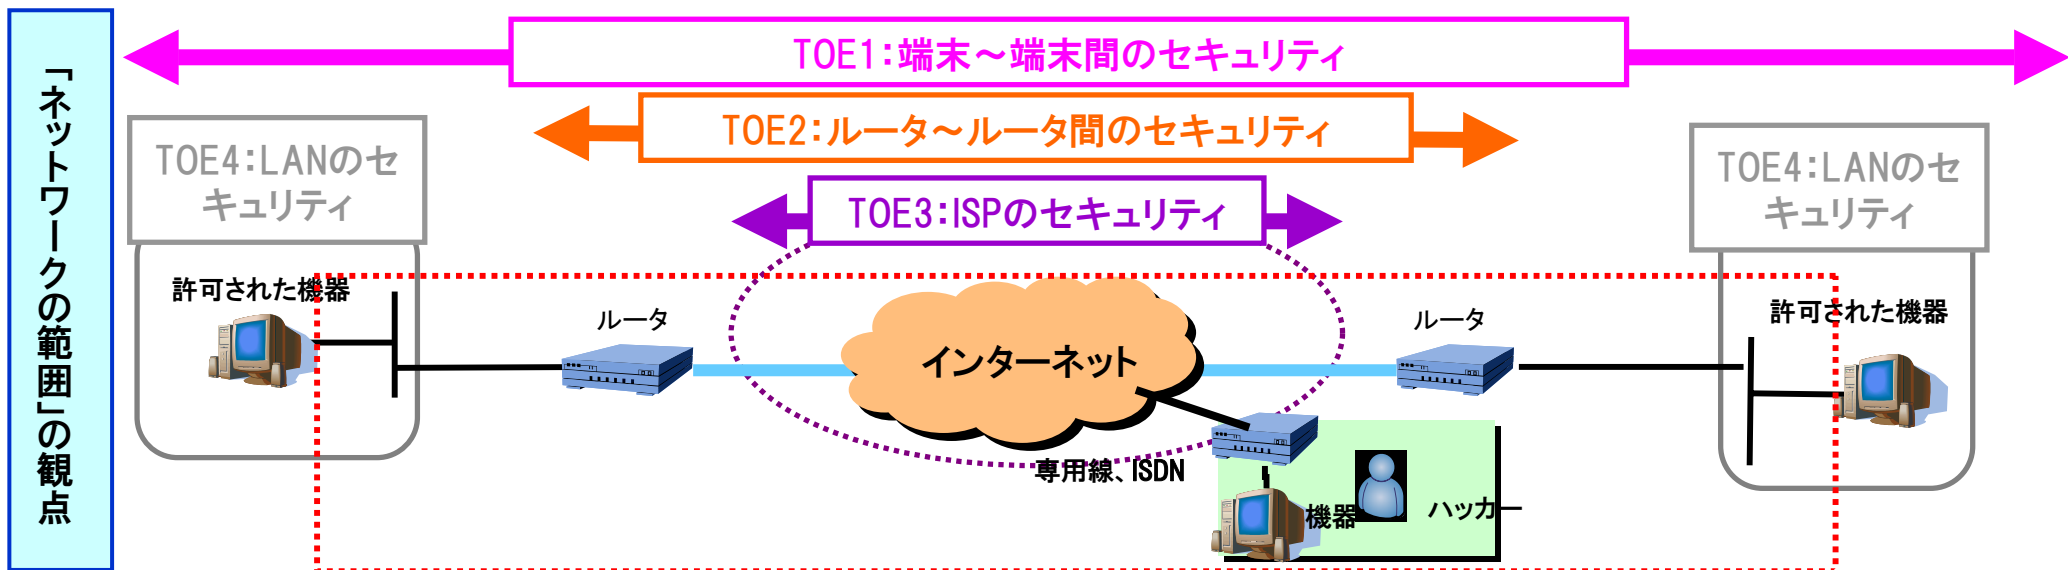 「ネットワークの範囲」の観点
TOE1:端末～端末間のセキュリティ
TOE2:ルータ～ルータ間のセキュリティ
TOE3:ISPのセキュリティ
TOE4:LANのセ
キュリティ
TOE4:LANのセ
キュリティ
許可された機器
ルータ
インターネット
ルータ
許可された機器
専用線、ISDN
機器
ハッカー